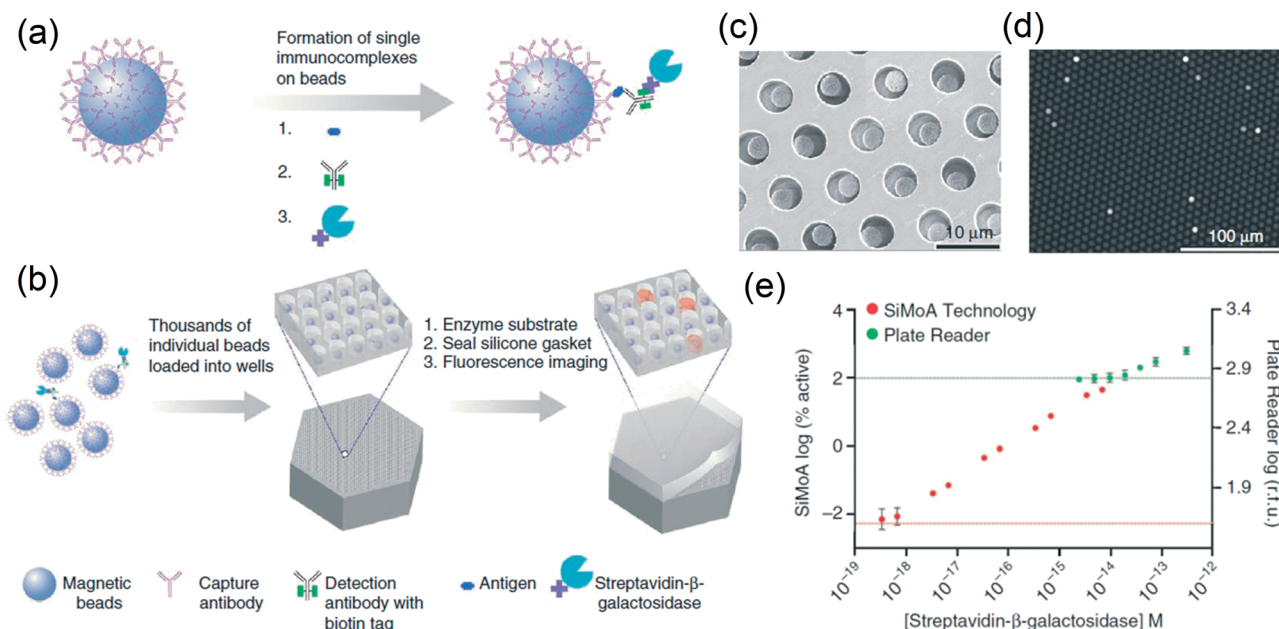 (a)
Formation of single
immunocomplexes
on beads
1.
2.
3.
(b)
Thousands of
individual beads
loaded into wells
1. Enzyme substrate
2. Seal silicone gasket
3. Fluorescence imaging
Magnetic
beads
Capture
antibody
Detection
antibody with
biotin tag
Antigen
Streptavidin-β-
galactosidase
(c)
10 µm
(d)
100 µm
(e)
SiMoA Technology
Plate Reader
SiMoA log (% active)
4
2
0
−2
Plate Reader log (r.f.u.)
3.4
2.9
2.4
1.9
10⁻¹⁹
10⁻¹⁸
10⁻¹⁷
10⁻¹⁶
10⁻¹⁵
10⁻¹⁴
10⁻¹³
10⁻¹²
[Streptavidin-β-galactosidase] M